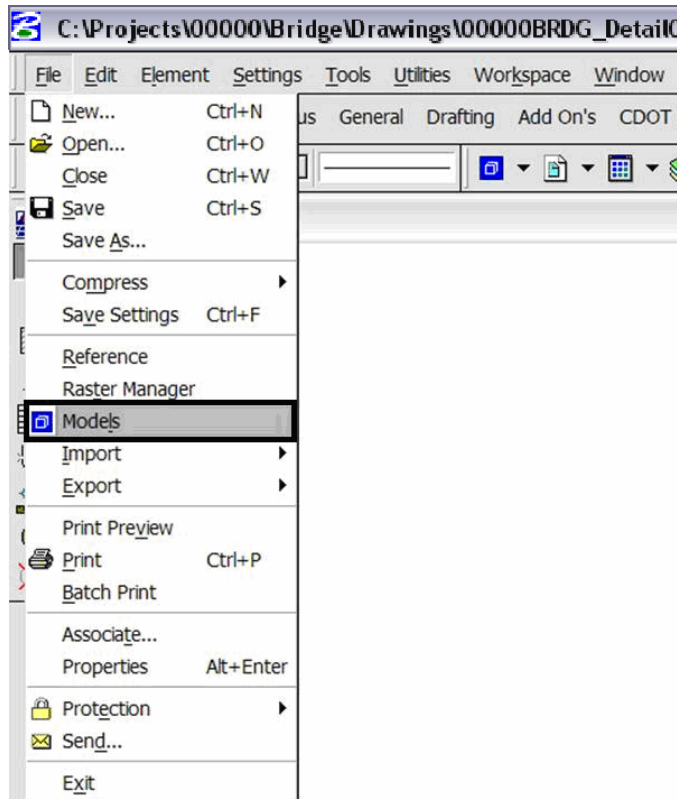 C:\Projects\00000\Bridge\Drawings\00000BRDG_Detail
File Edit Element Settings Tools Utilities Workspace Window
General Drafting Add On's CDOT
New... Ctrl+N
Open... Ctrl+O
Close Ctrl+W
Save Ctrl+S
Save As...
Compress
Save Settings Ctrl+F
Reference
Raster Manager
Models
Import
Export
Print Preview
Print Ctrl+P
Batch Print
Associate...
Properties Alt+Enter
Protection
Send...
Exit